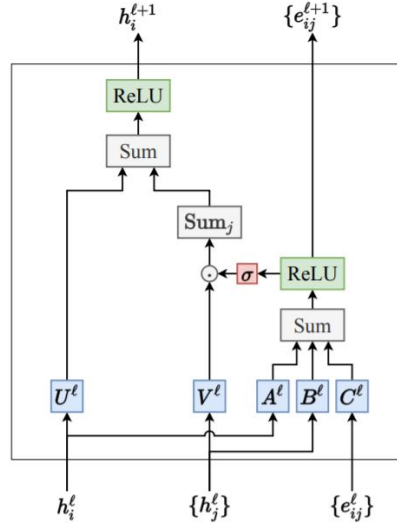 h_i^{ℓ+1} {e_{ij}^{ℓ+1}}
ReLU
Sum
Sum_j
⊙ σ ReLU
Sum
U^ℓ V^ℓ A^ℓ B^ℓ C^ℓ
h_i^ℓ {h_j^ℓ} {e_{ij}^ℓ}